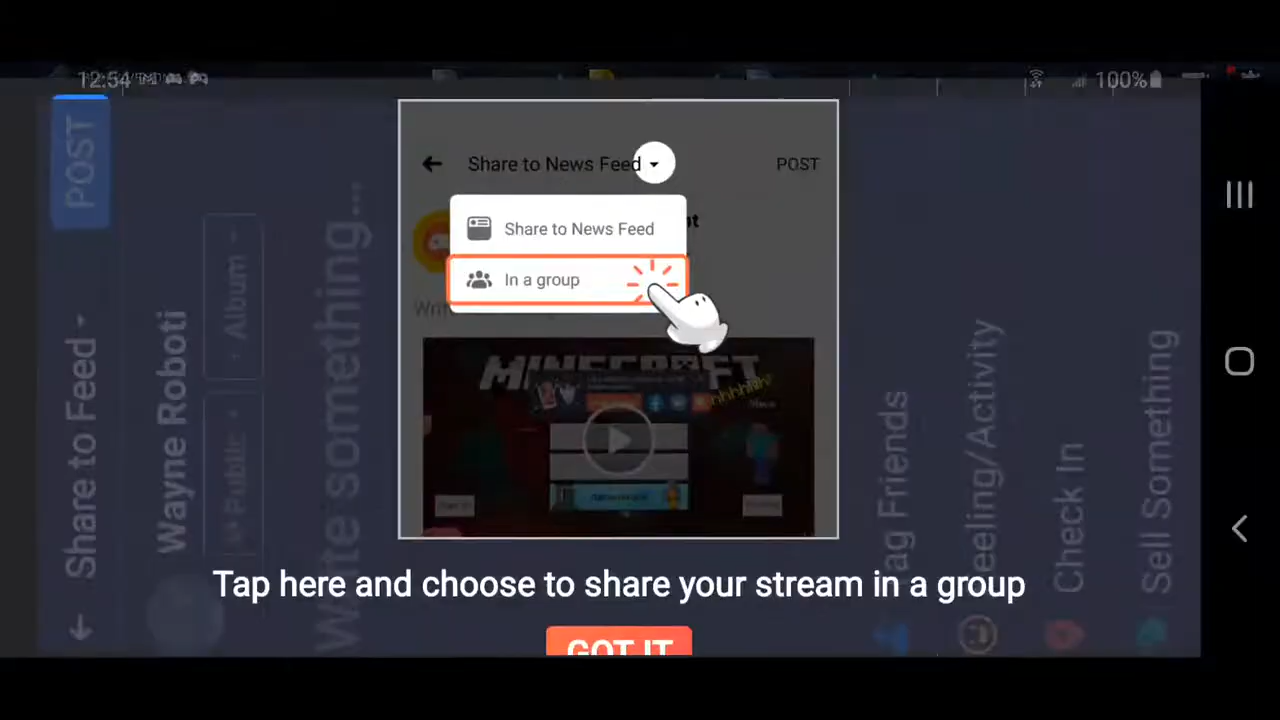 12:54
100%
POST
Share to Feed
Wayne Roboti
Public
Album
Write something...
Share to News Feed
POST
Share to News Feed
In a group
MINECRAFT
Tag Friends
Feeling/Activity
Check In
Sell Something
Tap here and choose to share your stream in a group
GOT IT